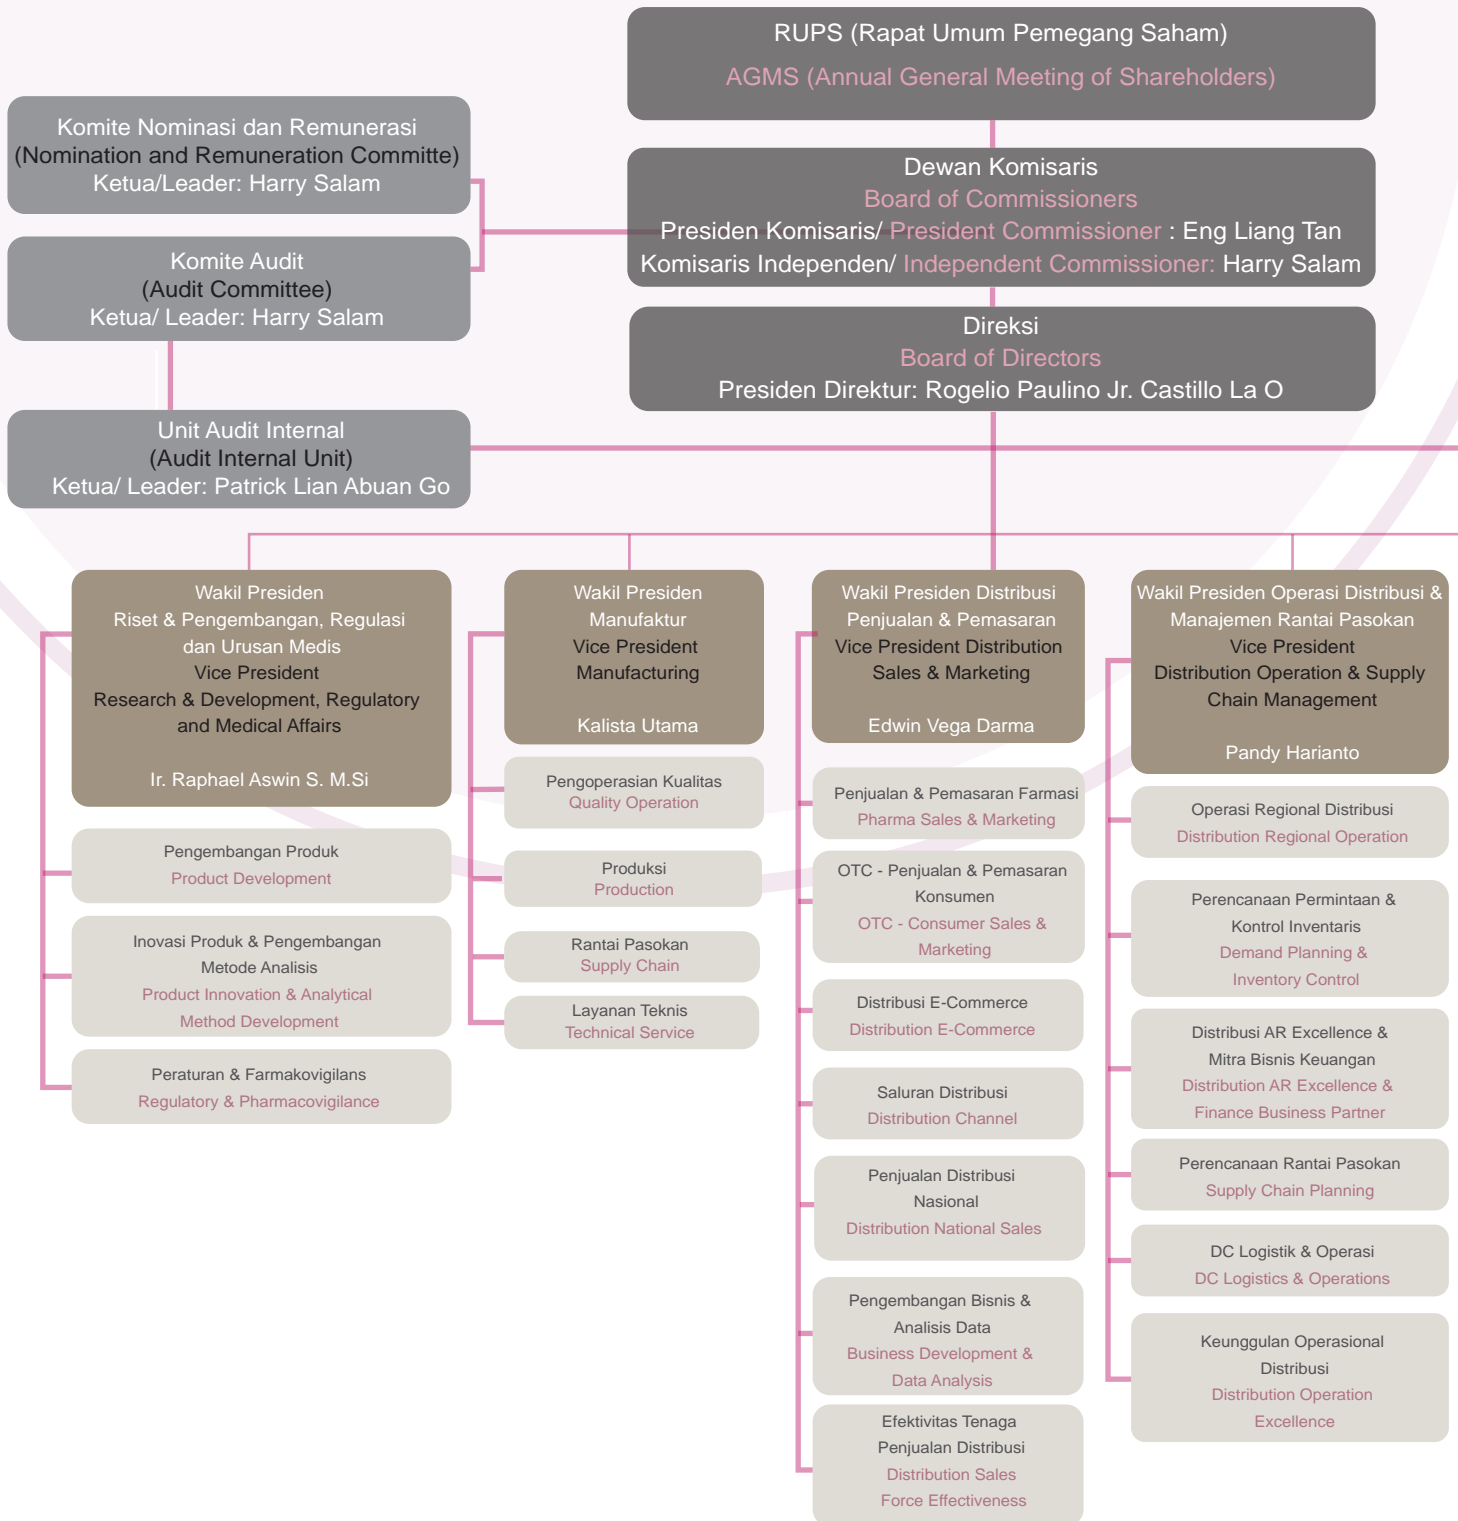 RUPS (Rapat Umum Pemegang Saham)
AGMS (Annual General Meeting of Shareholders)
Komite Nominasi dan Remunerasi
(Nomination and Remuneration Committe)
Ketua/Leader: Harry Salam
Dewan Komisaris
Board of Commissioners
Presiden Komisaris/ President Commissioner : Eng Liang Tan
Komisaris Independen/ Independent Commissioner: Harry Salam
Komite Audit
(Audit Committee)
Ketua/ Leader: Harry Salam
Direksi
Board of Directors
Presiden Direktur: Rogelio Paulino Jr. Castillo La O
Unit Audit Internal
(Audit Internal Unit)
Ketua/ Leader: Patrick Lian Abuan Go
Wakil Presiden
Riset & Pengembangan, Regulasi
dan Urusan Medis
Vice President
Research & Development, Regulatory
and Medical Affairs
Ir. Raphael Aswin S. M.Si
Pengembangan Produk
Product Development
Inovasi Produk & Pengembangan
Metode Analisis
Product Innovation & Analytical
Method Development
Peraturan & Farmakovigilans
Regulatory & Pharmacovigilance
Wakil Presiden
Manufaktur
Vice President
Manufacturing
Kalista Utama
Pengoperasian Kualitas
Quality Operation
Produksi
Production
Rantai Pasokan
Supply Chain
Layanan Teknis
Technical Service
Wakil Presiden Distribusi
Penjualan & Pemasaran
Vice President Distribution
Sales & Marketing
Edwin Vega Darma
Penjualan & Pemasaran Farmasi
Pharma Sales & Marketing
OTC - Penjualan & Pemasaran
Konsumen
OTC - Consumer Sales &
Marketing
Distribusi E-Commerce
Distribution E-Commerce
Saluran Distribusi
Distribution Channel
Penjualan Distribusi
Nasional
Distribution National Sales
Pengembangan Bisnis &
Analisis Data
Business Development &
Data Analysis
Efektivitas Tenaga
Penjualan Distribusi
Distribution Sales
Force Effectiveness
Wakil Presiden Operasi Distribusi &
Manajemen Rantai Pasokan
Vice President
Distribution Operation & Supply
Chain Management
Pandy Harianto
Operasi Regional Distribusi
Distribution Regional Operation
Perencanaan Permintaan &
Kontrol Inventaris
Demand Planning &
Inventory Control
Distribusi AR Excellence &
Mitra Bisnis Keuangan
Distribution AR Excellence &
Finance Business Partner
Perencanaan Rantai Pasokan
Supply Chain Planning
DC Logistik & Operasi
DC Logistics & Operations
Keunggulan Operasional
Distribusi
Distribution Operation
Excellence